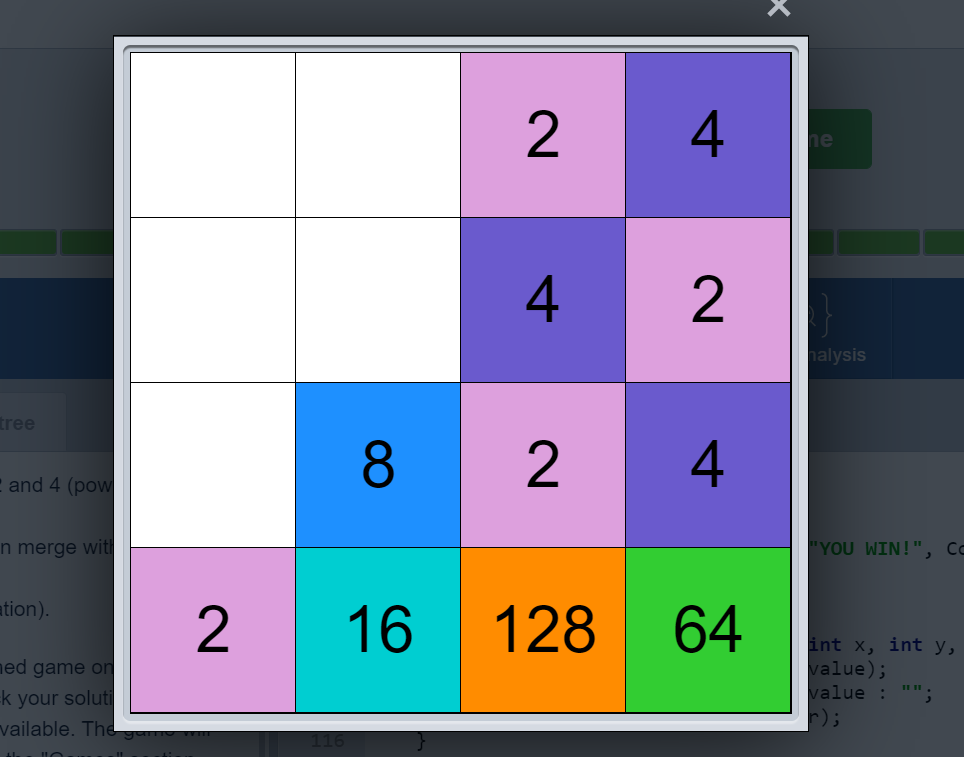 ×
2 4
me
4 2
}
nalysis
tree
8 2 4
2 and 4 (pow
n merge with
"YOU WIN!", Co
ation).
2 16 128 64
int x, int y,
ned game on
value);
k your soluti
value : "";
vailable. The game will
r);
116 }
the "Games" section